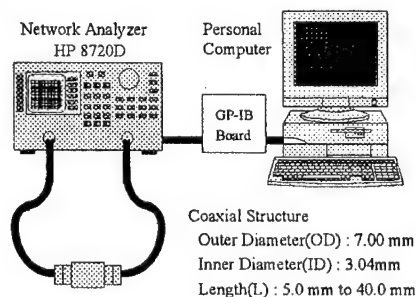 Network Analyzer
HP 8720D
Personal
Computer
GP-IB
Board
Coaxial Structure
Outer Diameter(OD) : 7.00 mm
Inner Diameter(ID) : 3.04mm
Length(L) : 5.0 mm to 40.0 mm